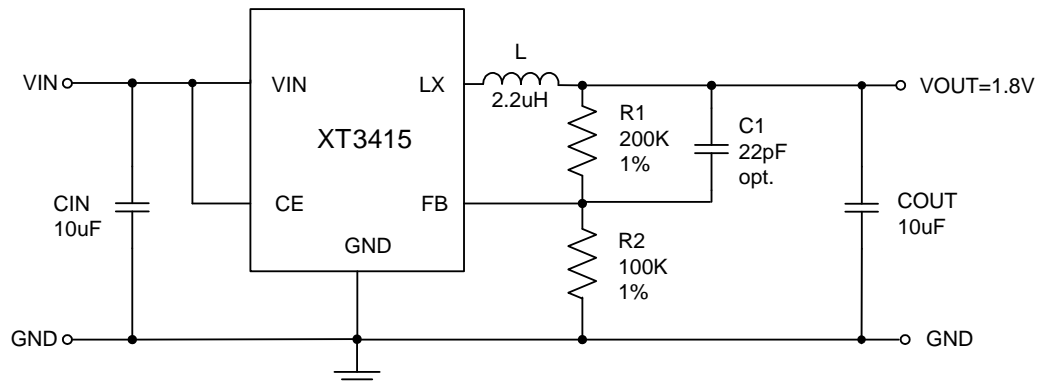 VIN
VIN
LX
XT3415
CE
FB
GND
CIN
10uF
L
2.2uH
R1
200K
1%
C1
22pF
opt.
R2
100K
1%
COUT
10uF
VOUT=1.8V
GND
GND